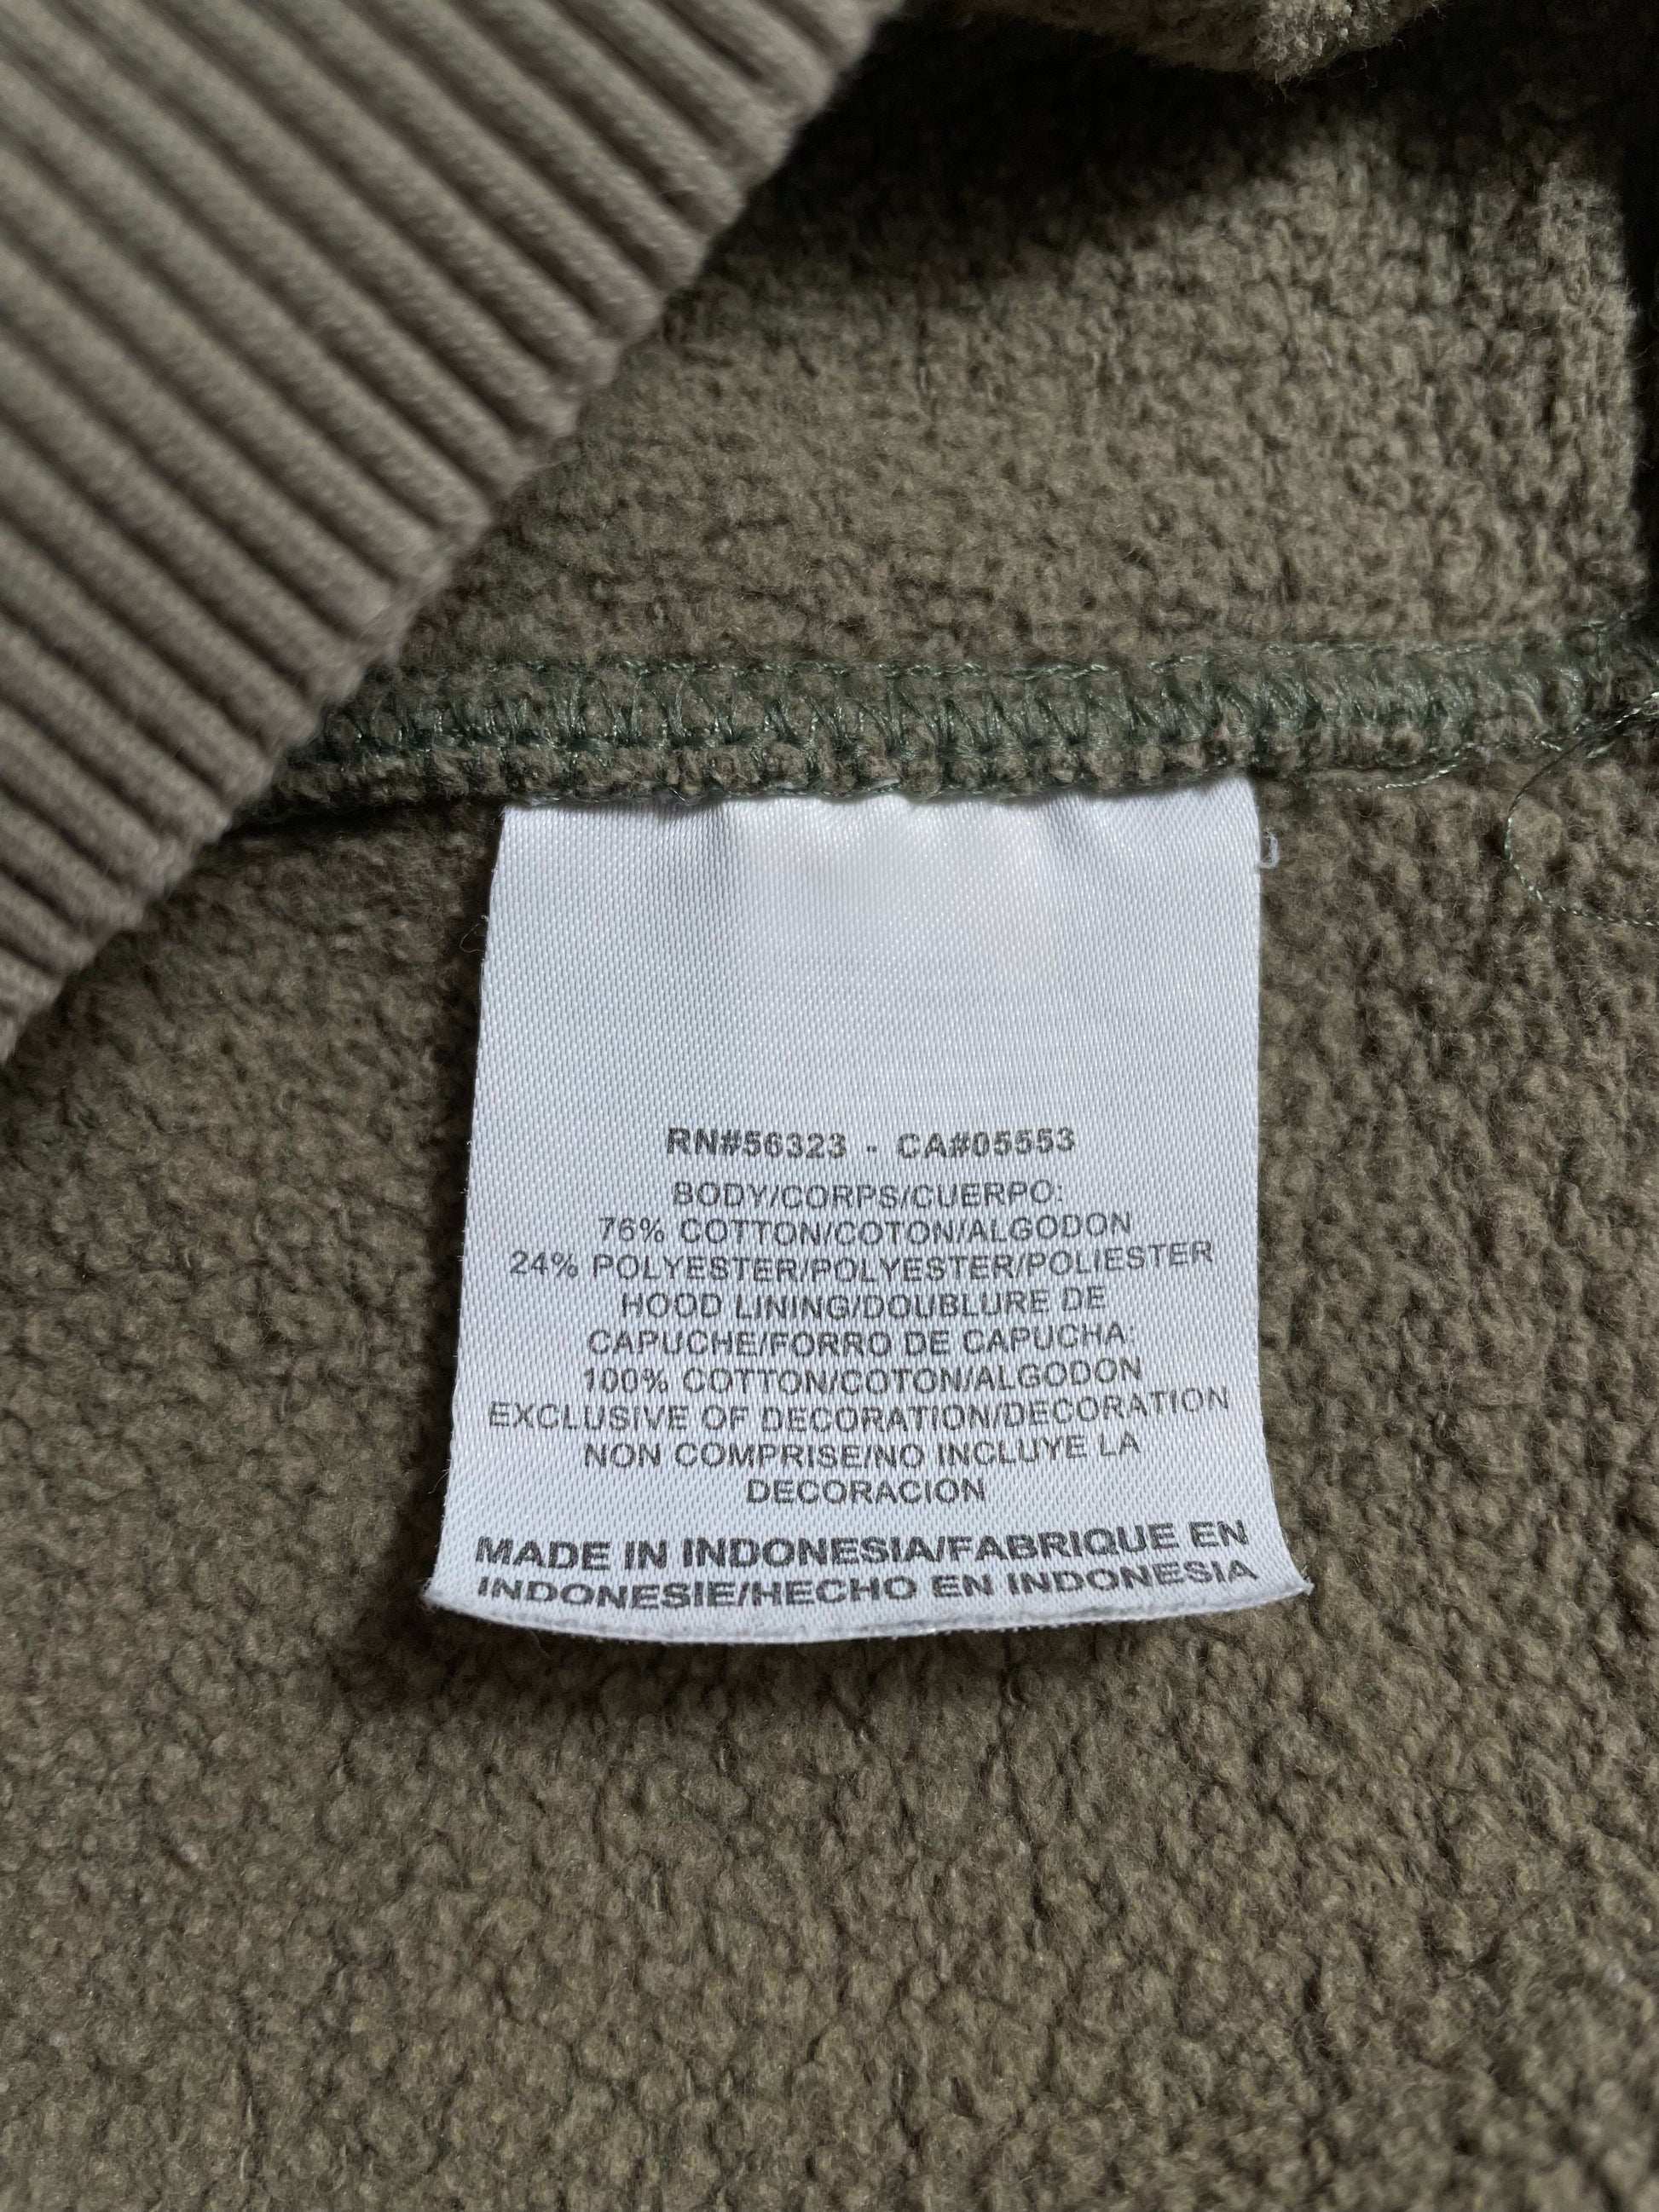 RN#56323 - CA#05553
BODY/CORPS/CUERPO:
76% COTTON/COTON/ALGODON
24% POLYESTER/POLYESTER/POLIESTER
HOOD LINING/DOUBLURE DE
CAPUCHE/FORRO DE CAPUCHA:
100% COTTON/COTON/ALGODON
EXCLUSIVE OF DECORATION/DECORATION
NON COMPRISE/NO INCLUYE LA
DECORACION
MADE IN INDONESIA/FABRIQUE EN
INDONESIE/HECHO EN INDONESIA